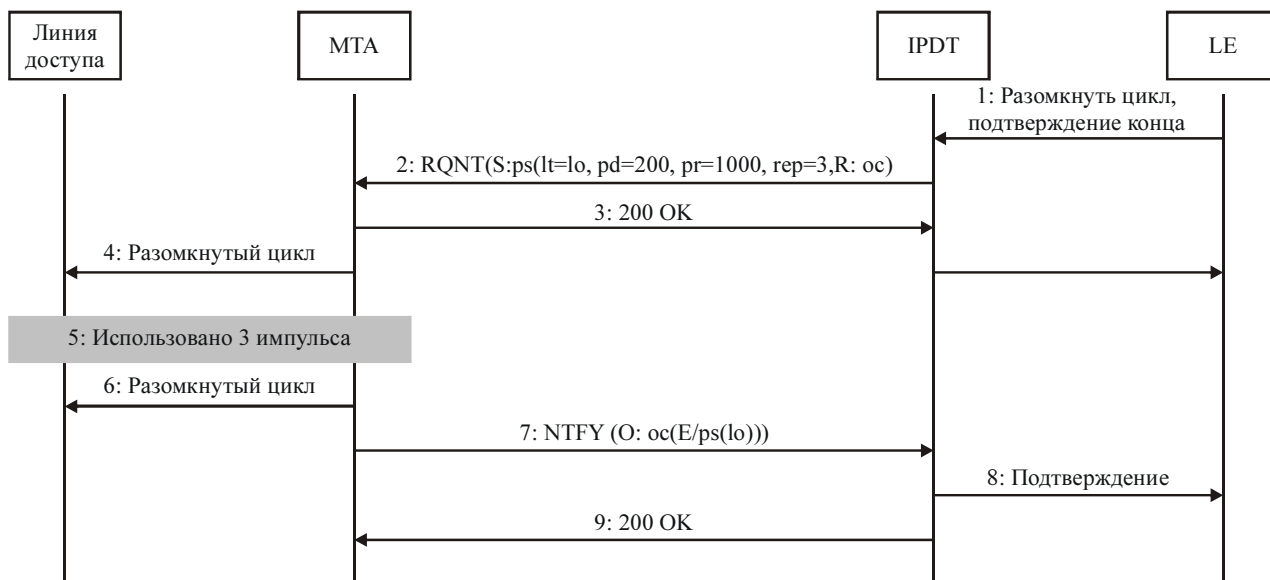 Линия
доступа
MTA
IPDT
LE
1: Разомкнуть цикл,
подтверждение конца
2: RQNT(S:ps(lt=lo, pd=200, pr=1000, rep=3,R: oc)
3: 200 OK
4: Разомкнутый цикл
5: Использовано 3 импульса
6: Разомкнутый цикл
7: NTFY (O: oc(E/ps(lo)))
8: Подтверждение
9: 200 OK